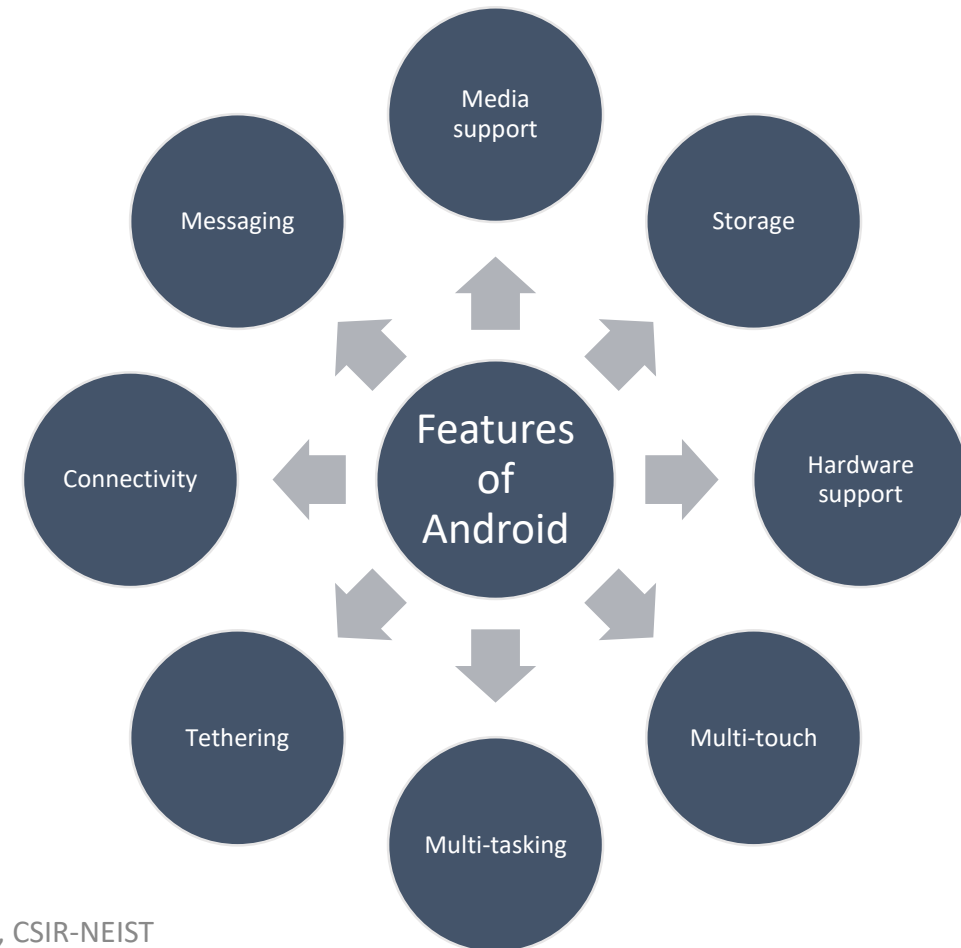 Media
support
Messaging
Storage
Features
of
Android
Connectivity
Hardware
support
Tethering
Multi-touch
Multi-tasking
, CSIR-NEIST